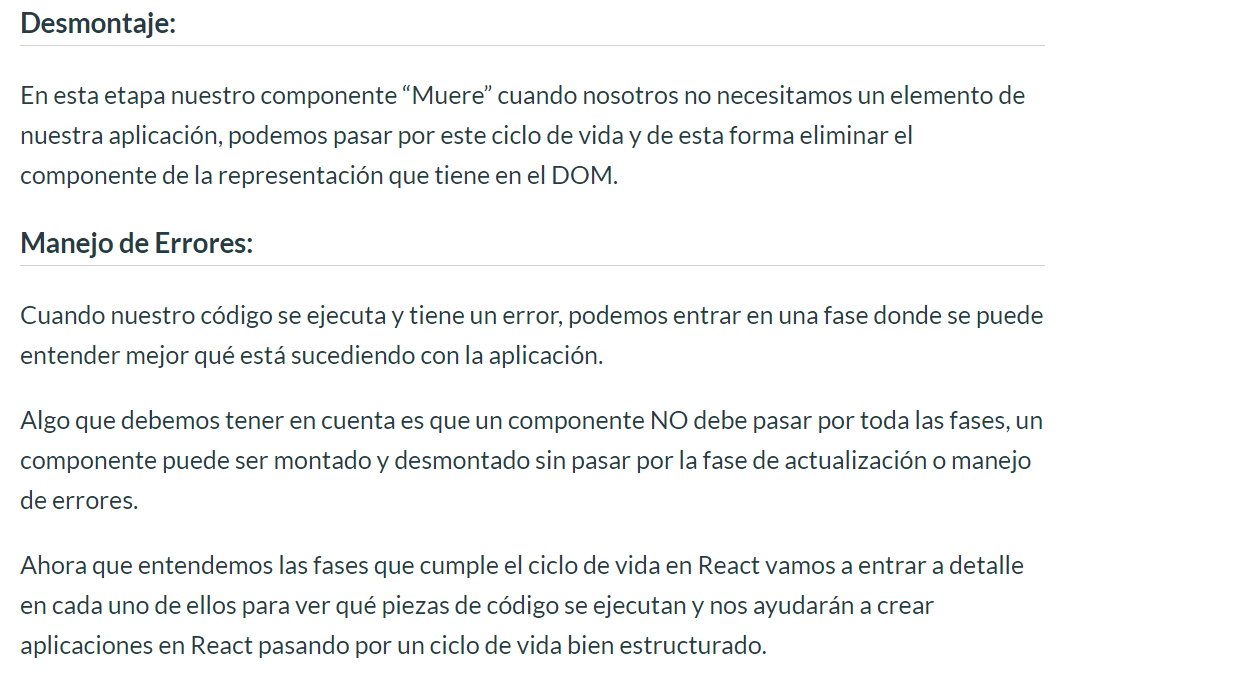 Desmontaje:
En esta etapa nuestro componente “Muere” cuando nosotros no necesitamos un elemento de
nuestra aplicación, podemos pasar por este ciclo de vida y de esta forma eliminar el
componente de la representación que tiene en el DOM.
Manejo de Errores:
Cuando nuestro código se ejecuta y tiene un error, podemos entrar en una fase donde se puede
entender mejor qué está sucediendo con la aplicación.
Algo que debemos tener en cuenta es que un componente NO debe pasar por toda las fases, un
componente puede ser montado y desmontado sin pasar por la fase de actualización o manejo
de errores.
Ahora que entendemos las fases que cumple el ciclo de vida en React vamos a entrar a detalle
en cada uno de ellos para ver qué piezas de código se ejecutan y nos ayudarán a crear
aplicaciones en React pasando por un ciclo de vida bien estructurado.